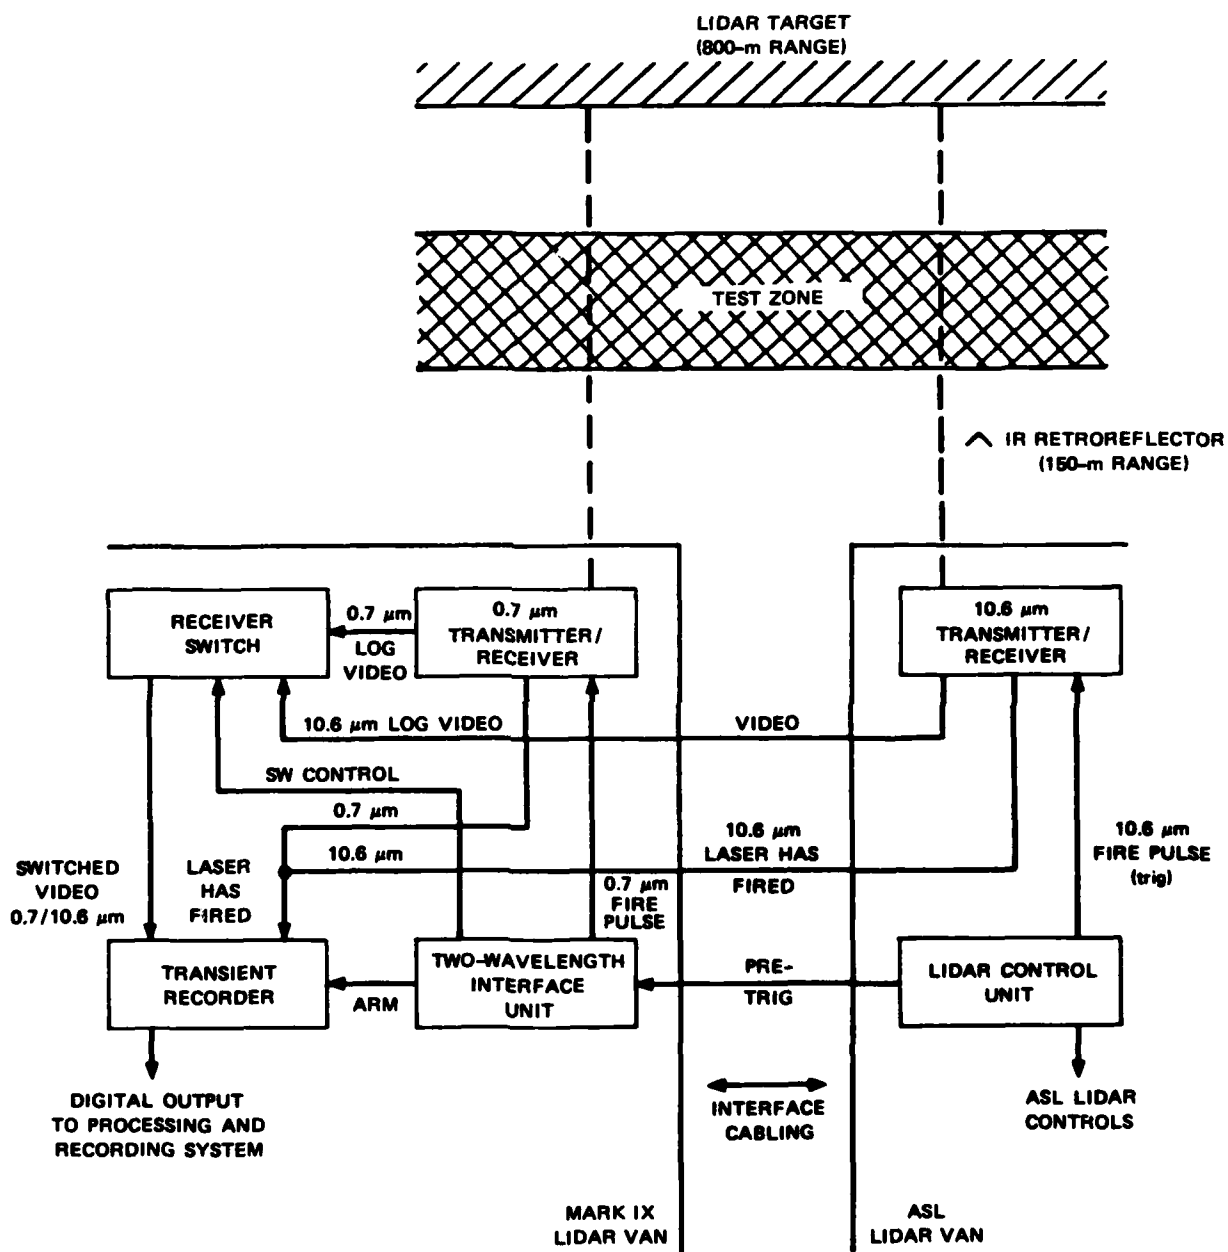 LIDAR TARGET
(800-m RANGE)
TEST ZONE
IR RETROREFLECTOR
(150-m RANGE)
RECEIVER
SWITCH
0.7 µm
LOG
VIDEO
0.7 µm
TRANSMITTER/
RECEIVER
10.6 µm
TRANSMITTER/
RECEIVER
10.6 µm LOG VIDEO
VIDEO
SW CONTROL
0.7 µm
10.6 µm
SWITCHED
VIDEO
0.7/10.6 µm
LASER
HAS
FIRED
10.6 µm
LASER HAS
FIRED
0.7 µm
FIRE
PULSE
10.6 µm
FIRE PULSE
(trig)
TRANSIENT
RECORDER
ARM
TWO-WAVELENGTH
INTERFACE
UNIT
PRE-
TRIG
LIDAR CONTROL
UNIT
DIGITAL OUTPUT
TO PROCESSING AND
RECORDING SYSTEM
INTERFACE
CABLING
ASL LIDAR
CONTROLS
MARK IX
LIDAR VAN
ASL
LIDAR VAN